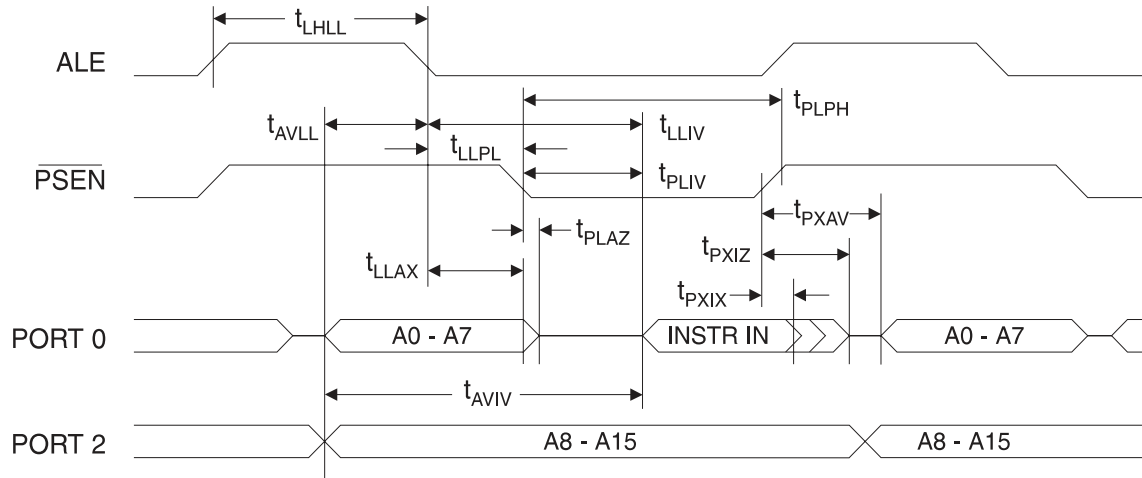 tLHLL
ALE
tPLPH
tAVLL
tLLIV
tLLPL
PSEN
tPLIV
tPXAV
tPLAZ
tPXIZ
tLLAX
tPXIX
PORT 0
A0 - A7
INSTR IN
A0 - A7
tAVIV
PORT 2
A8 - A15
A8 - A15